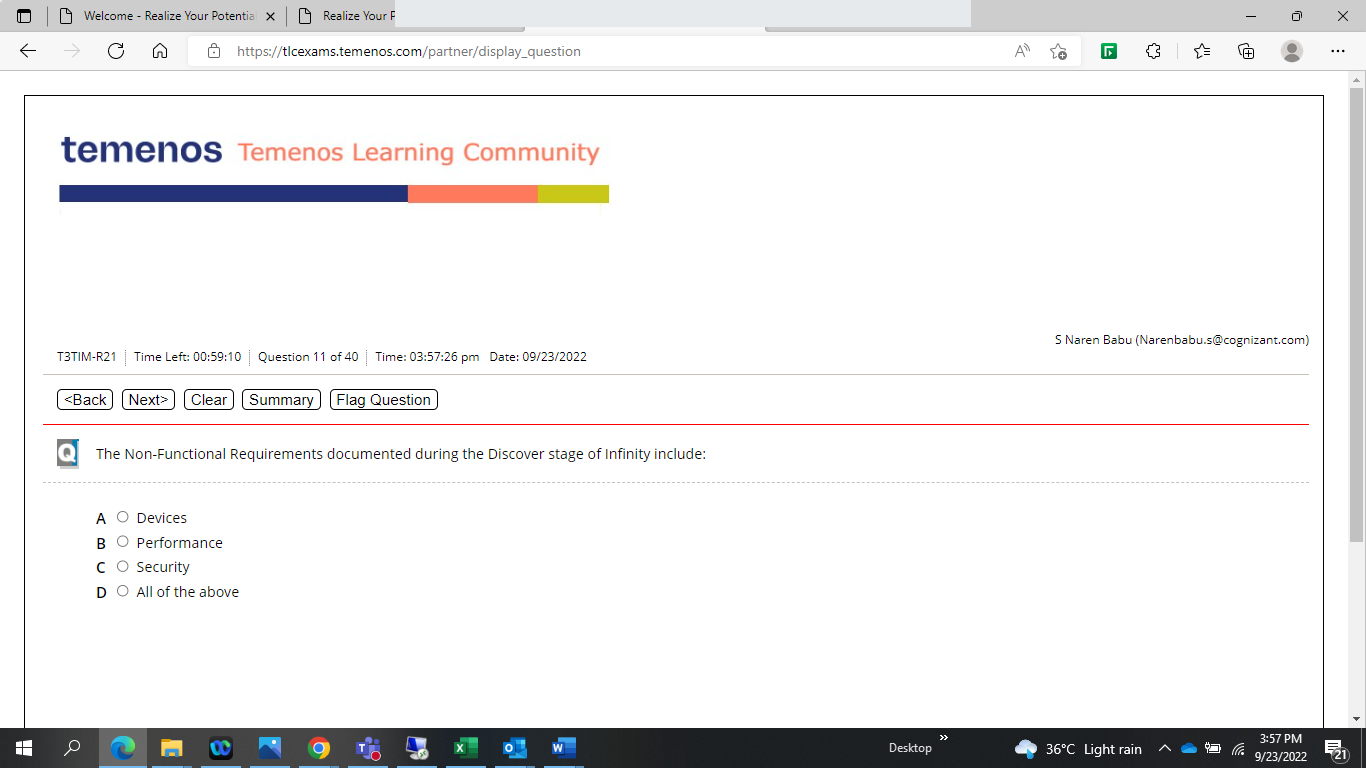 Welcome - Realize Your Potential
Realize Your P
https://tlcexams.temenos.com/partner/display_question
temenos Temenos Learning Community
S Naren Babu (Narenbabu.s@cognizant.com)
T3TIM-R21 Time Left: 00:59:10 Question 11 of 40 Time: 03:57:26 pm Date: 09/23/2022
<Back Next> Clear Summary Flag Question
Q The Non-Functional Requirements documented during the Discover stage of Infinity include:
A Devices
B Performance
C Security
D All of the above
Desktop
36°C Light rain
3:57 PM
9/23/2022
21